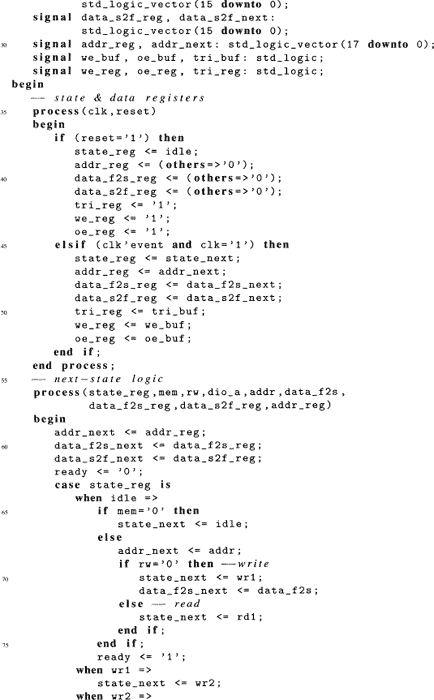 std_logic_vector(15 downto 0);
signal data_s2f_reg, data_s2f_next:
std_logic_vector(15 downto 0);
30 signal addr_reg, addr_next: std_logic_vector(17 downto 0);
signal we_buf, oe_buf, tri_buf: std_logic;
signal we_reg, oe_reg, tri_reg: std_logic;
begin
— state & data registers
35 process(clk,reset)
begin
if (reset='1') then
state_reg <= idle;
addr_reg <= (others=>'0');
40 data_f2s_reg <= (others=>'0');
data_s2f_reg <= (others=>'0');
tri_reg <= '1';
we_reg <= '1';
oe_reg <= '1';
45 elsif (clk'event and clk='1') then
state_reg <= state_next;
addr_reg <= addr_next;
data_f2s_reg <= data_f2s_next;
data_s2f_reg <= data_s2f_next;
50 tri_reg <= tri_buf;
we_reg <= we_buf;
oe_reg <= oe_buf;
end if;
end process;
55 — next-state logic
process(state_reg,mem,rw,dio_a,addr,data_f2s,
data_f2s_reg,data_s2f_reg,addr_reg)
begin
addr_next <= addr_reg;
60 data_f2s_next <= data_f2s_reg;
data_s2f_next <= data_s2f_reg;
ready <= '0';
case state_reg is
when idle =>
65 if mem='0' then
state_next <= idle;
else
addr_next <= addr;
if rw='0' then —write
70 state_next <= wr1;
data_f2s_next <= data_f2s;
else — read
state_next <= rd1;
end if;
75 end if;
ready <= '1';
when wr1 =>
state_next <= wr2;
when wr2 =>